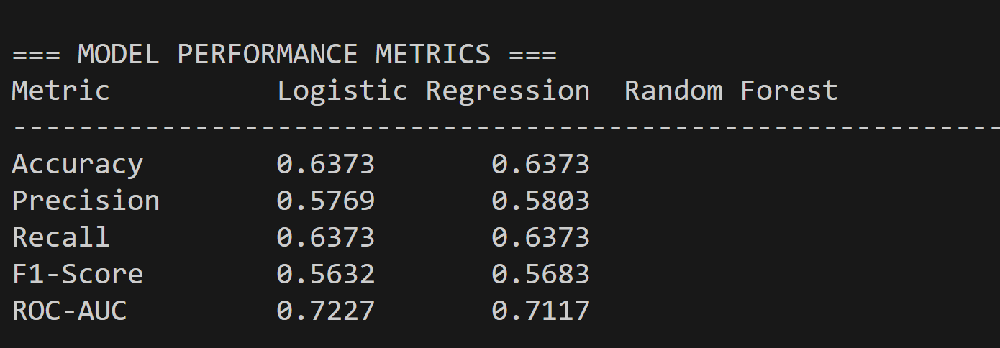 === MODEL PERFORMANCE METRICS ===
Metric          Logistic Regression  Random Forest
------------------------------------------------------------
Accuracy        0.6373       0.6373
Precision       0.5769       0.5803
Recall          0.6373       0.6373
F1-Score        0.5632       0.5683
ROC-AUC         0.7227       0.7117